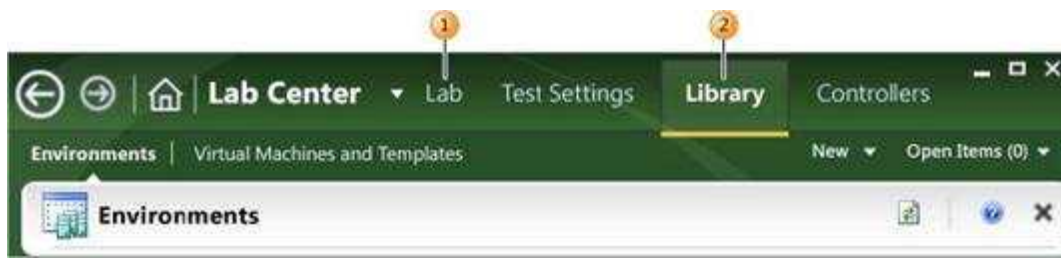 1 2
Lab Center Lab Test Settings Library Controllers
Environments | Virtual Machines and Templates New Open Items (0)
Environments